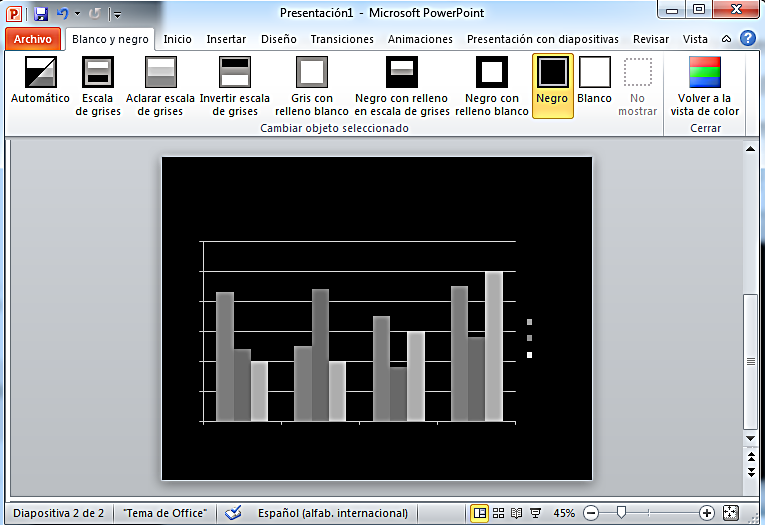 Presentación1 - Microsoft PowerPoint
Archivo Blanco y negro Inicio Insertar Diseño Transiciones Animaciones Presentación con diapositivas Revisar Vista
Automático Escala de grises Aclarar escala de grises Invertir escala de grises Gris con relleno blanco Negro con relleno en escala de grises Negro con relleno blanco Negro Blanco No mostrar Volver a la vista de color
Cambiar objeto seleccionado Cerrar
Diapositiva 2 de 2 "Tema de Office" Español (alfab. internacional) 45%